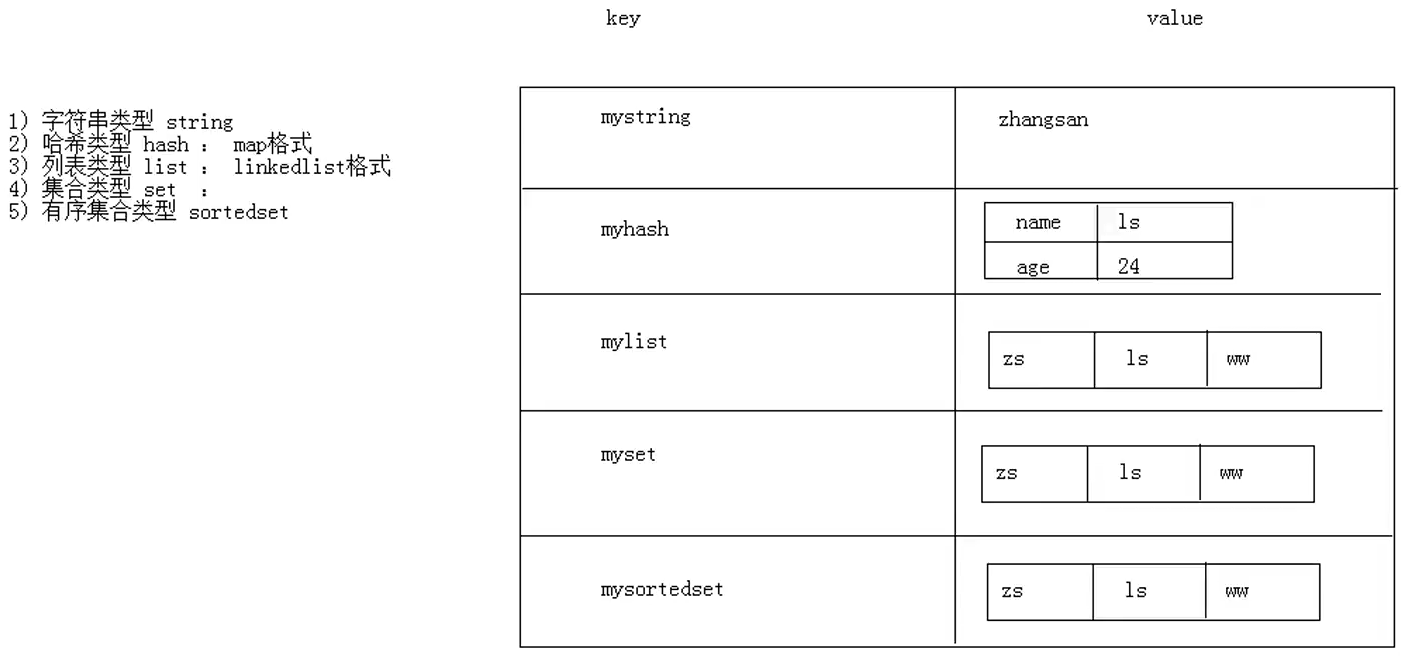 key value
1) 字符串类型 string
2) 哈希类型 hash : map格式
3) 列表类型 list : linkedlist格式
4) 集合类型 set :
5) 有序集合类型 sortedset
mystring zhangsan
myhash
name ls
age 24
mylist zs ls ww
myset zs ls ww
mysortedset zs ls ww